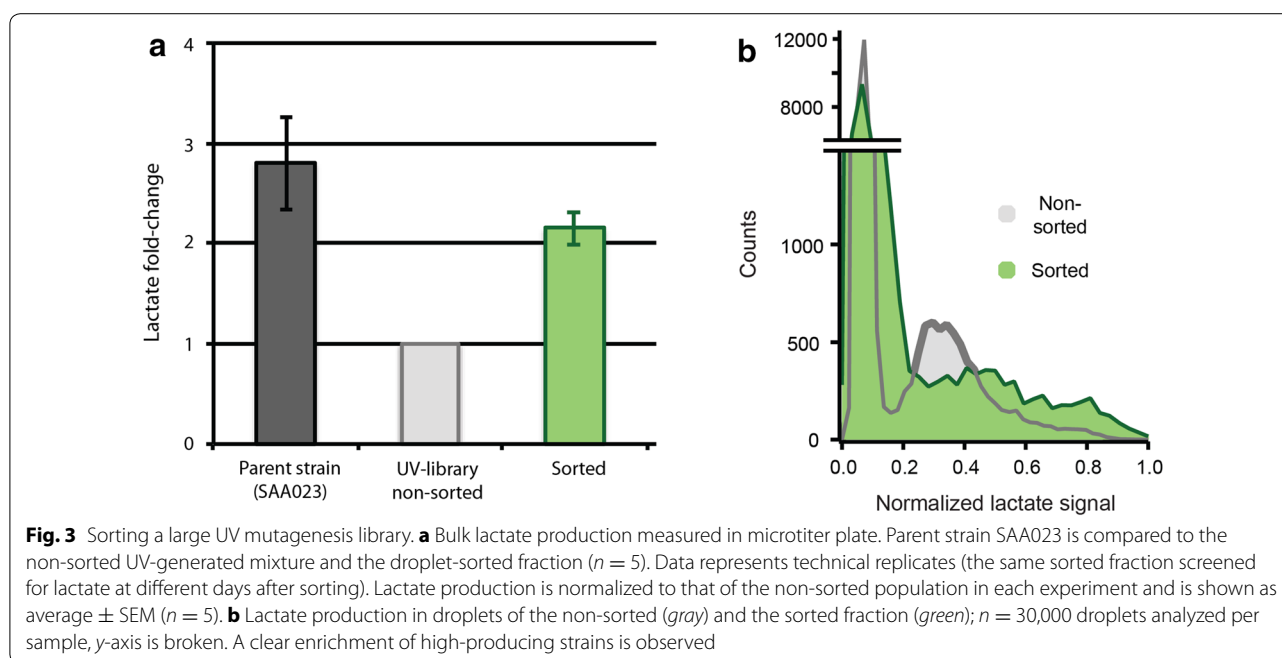 a
4
3
2
1
0
Lactate fold-change
Parent strain
(SAA023)
UV-library
non-sorted
Sorted
b
12000
8000
1000
500
0
Counts
Non-
sorted
Sorted
0.0 0.2 0.4 0.6 0.8 1.0
Normalized lactate signal
Fig. 3 Sorting a large UV mutagenesis library. a Bulk lactate production measured in microtiter plate. Parent strain SAA023 is compared to the
non-sorted UV-generated mixture and the droplet-sorted fraction (n = 5). Data represents technical replicates (the same sorted fraction screened
for lactate at different days after sorting). Lactate production is normalized to that of the non-sorted population in each experiment and is shown as
average ± SEM (n = 5). b Lactate production in droplets of the non-sorted (gray) and the sorted fraction (green); n = 30,000 droplets analyzed per
sample, y-axis is broken. A clear enrichment of high-producing strains is observed